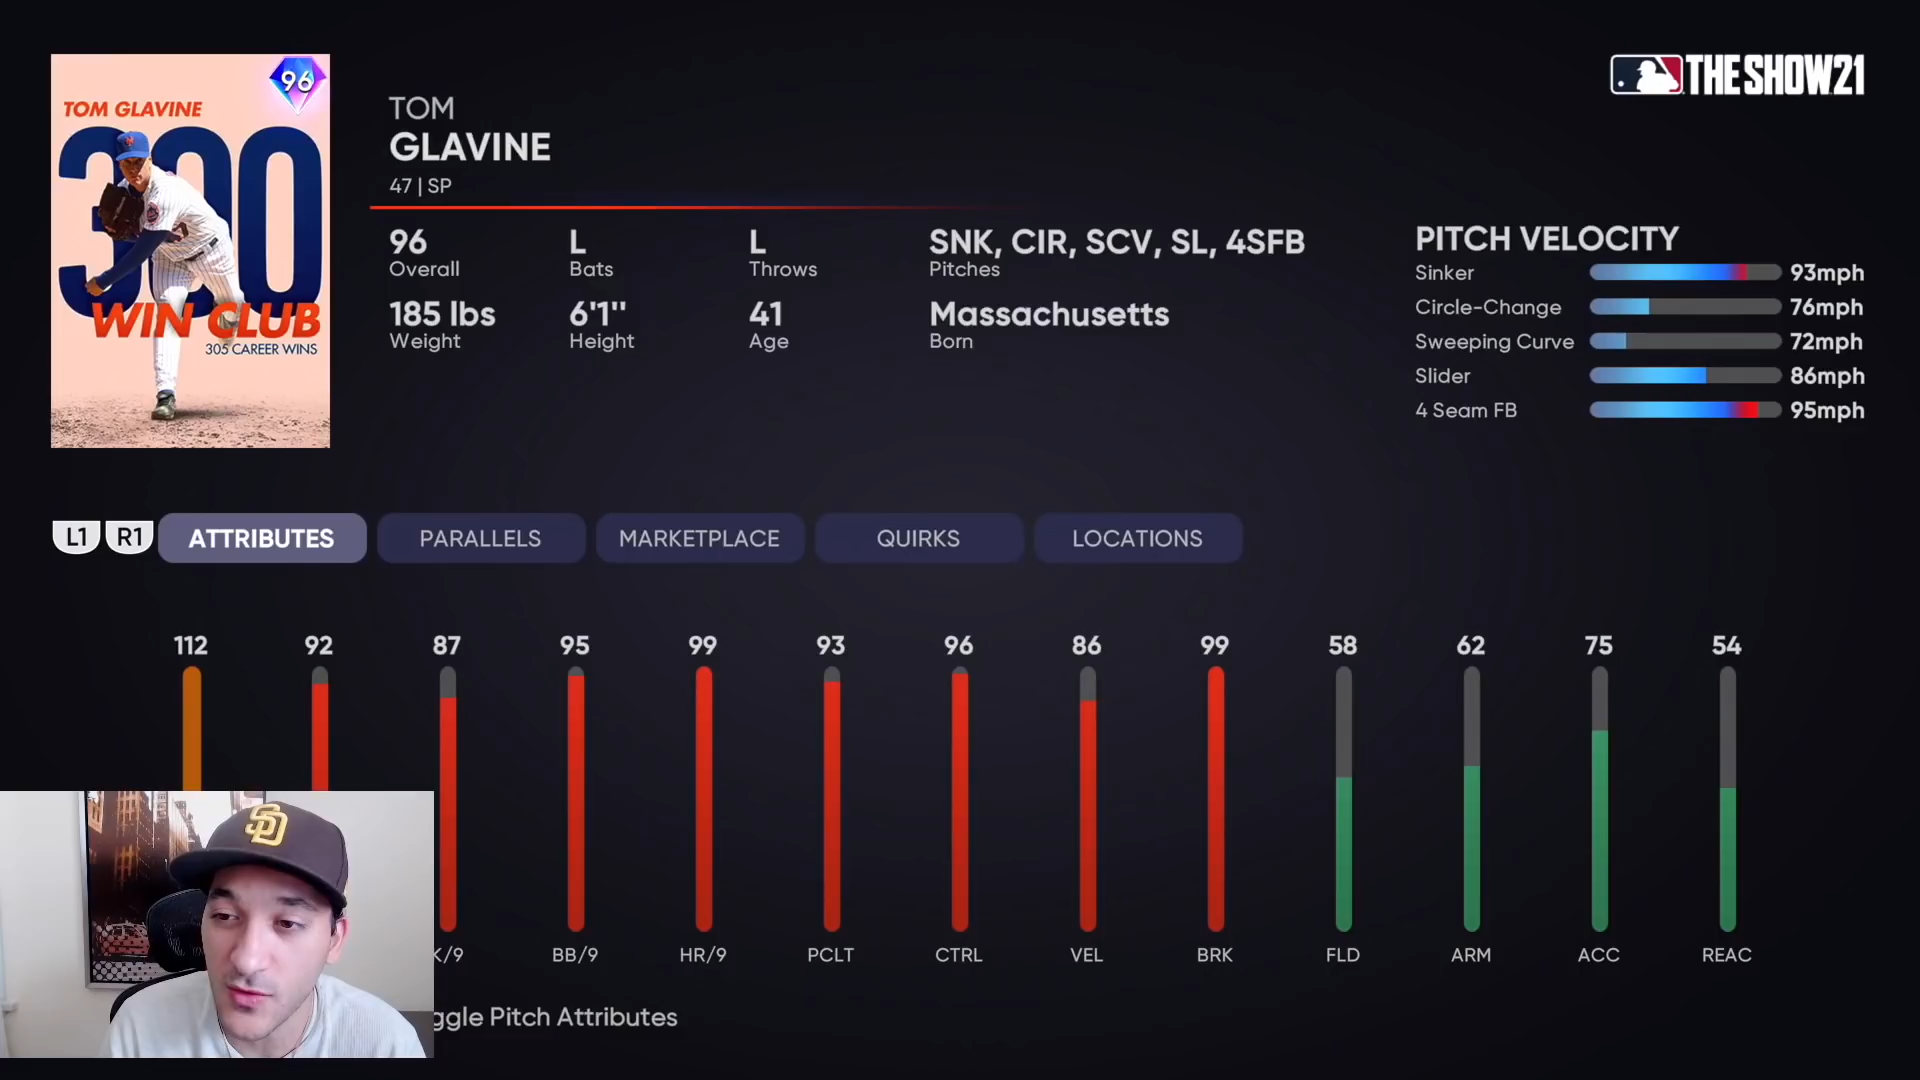 96
TOM GLAVINE
300
WIN CLUB
305 CAREER WINS
TOM
GLAVINE
47 | SP
MLB THE SHOW 21
96
Overall
L
Bats
L
Throws
SNK, CIR, SCV, SL, 4SFB
Pitches
185 lbs
Weight
6'1"
Height
41
Age
Massachusetts
Born
PITCH VELOCITY
Sinker 93mph
Circle-Change 76mph
Sweeping Curve 72mph
Slider 86mph
4 Seam FB 95mph
L1 R1 ATTRIBUTES PARALLELS MARKETPLACE QUIRKS LOCATIONS
112 92 87 95 99 93 96 86 99 58 62 75 54
K/9 BB/9 HR/9 PCLT CTRL VEL BRK FLD ARM ACC REAC
SD
ggle Pitch Attributes